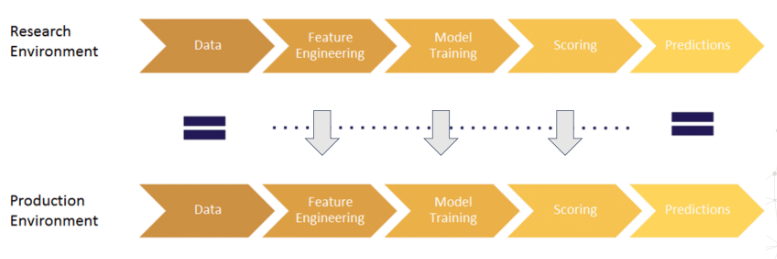 Research
Environment
Data
Feature
Engineering
Model
Training
Scoring
Predictions
Production
Environment
Data
Feature
Engineering
Model
Training
Scoring
Predictions